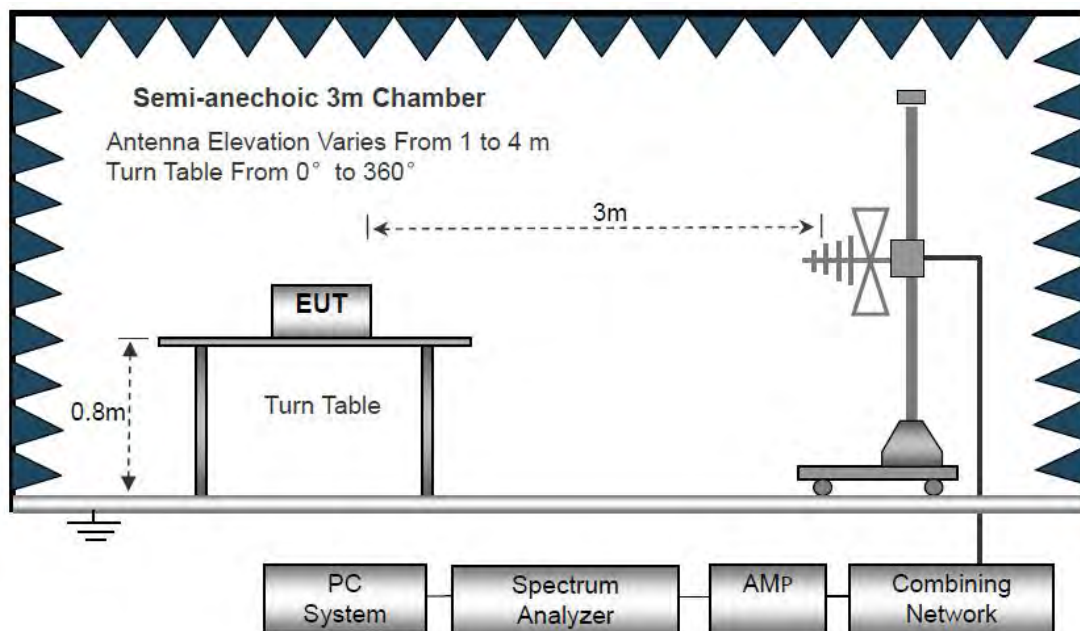 Semi-anechoic 3m Chamber
Antenna Elevation Varies From 1 to 4 m
Turn Table From 0° to 360°
3m
EUT
0.8m
Turn Table
PC
System
Spectrum
Analyzer
AMP
Combining
Network